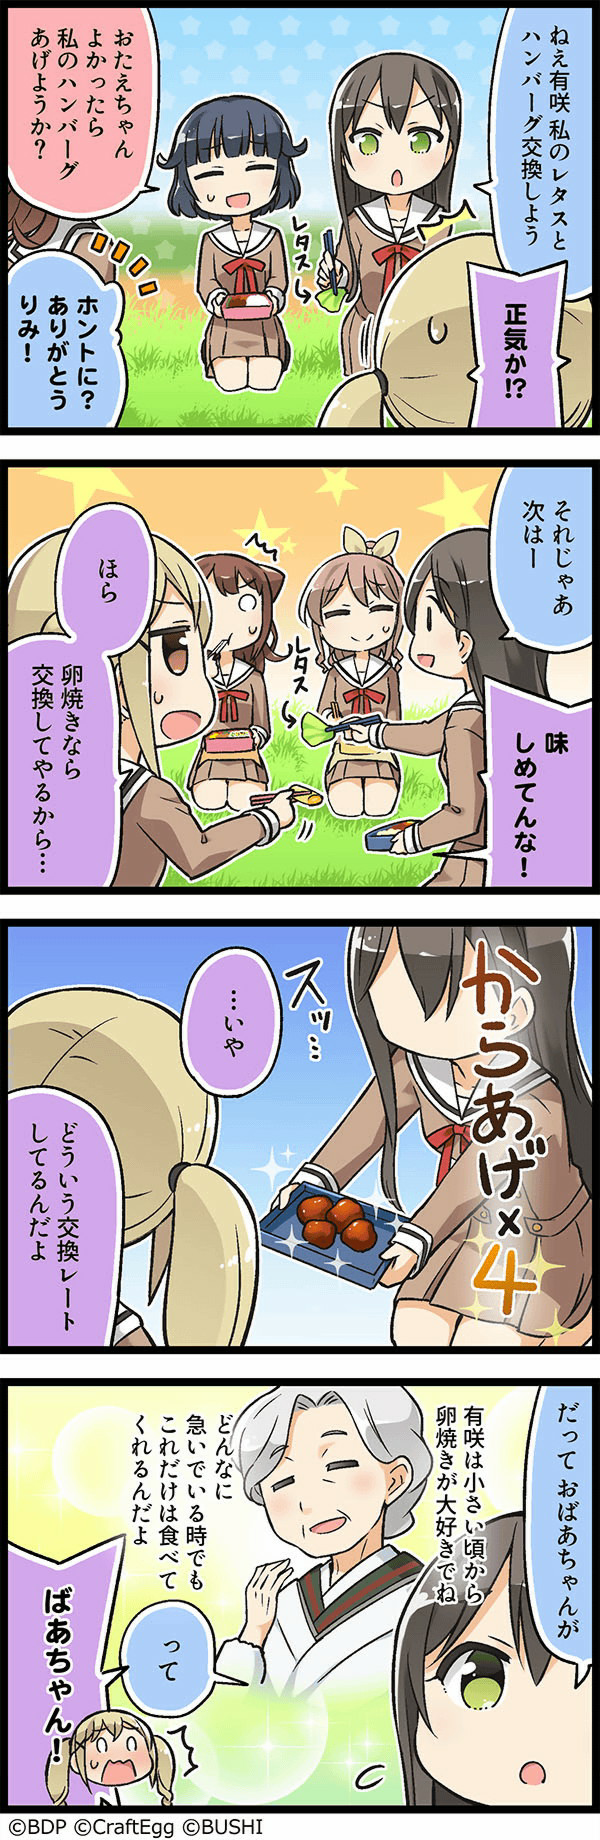 ねえ有咲 私のレタスと
ハンバーグ交換しよう
正気か!?
おたえちゃん
よかったら
私のハンバーグ
あげようか?
レタス
ホントに?
ありがとう
りみ!
それじゃあ
次はー
味
しめてんな!
レタス
ほら
卵焼きなら
交換してやるから…
からあげ×4
スッ…
…いや
どういう交換レート
してるんだよ
だって おばあちゃんが
有咲は小さい頃から
卵焼きが大好きでね
どんなに
急いでいる時でも
これだけは食べて
くれるんだよ
って
ばあちゃん!
©BDP ©CraftEgg ©BUSHI